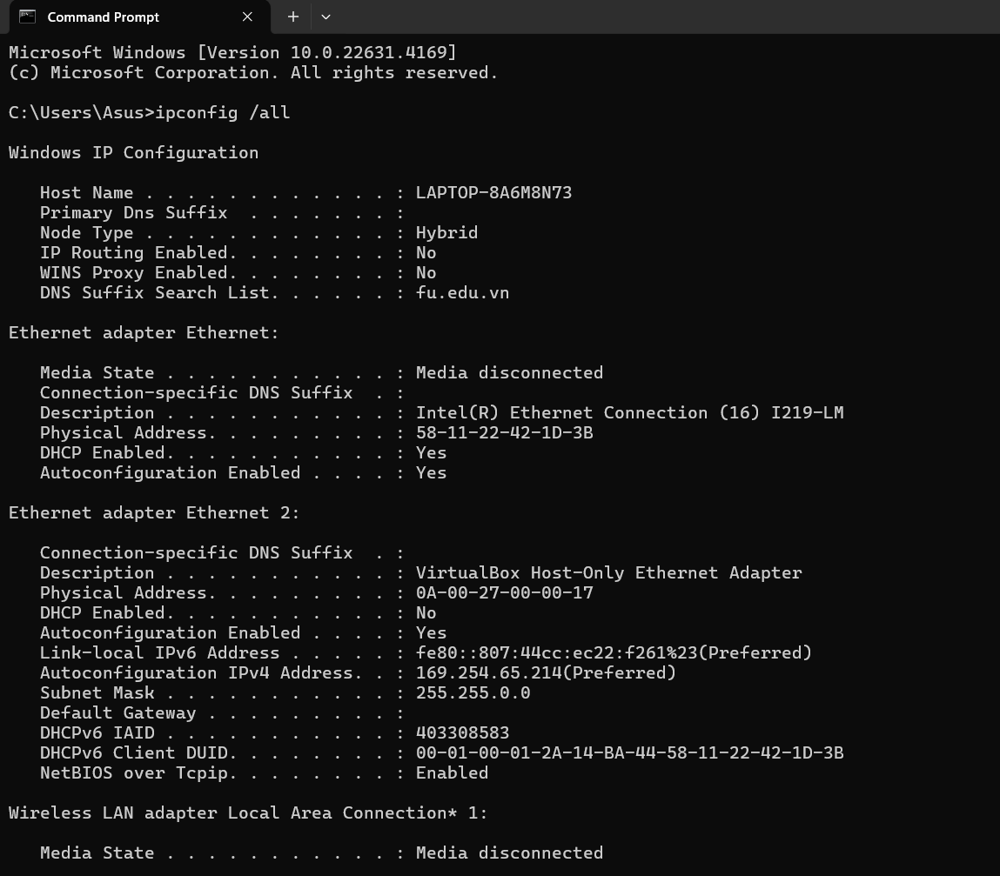 Command Prompt
Microsoft Windows [Version 10.0.22631.4169]
(c) Microsoft Corporation. All rights reserved.
C:\Users\Asus>ipconfig /all
Windows IP Configuration
Host Name . . . . . . . . . . . . : LAPTOP-8A6M8N73
Primary Dns Suffix  . . . . . . . :
Node Type . . . . . . . . . . . . : Hybrid
IP Routing Enabled. . . . . . . . : No
WINS Proxy Enabled. . . . . . . . : No
DNS Suffix Search List. . . . . . : fu.edu.vn
Ethernet adapter Ethernet:
Media State . . . . . . . . . . . : Media disconnected
Connection-specific DNS Suffix  . :
Description . . . . . . . . . . . : Intel(R) Ethernet Connection (16) I219-LM
Physical Address. . . . . . . . . : 58-11-22-42-1D-3B
DHCP Enabled. . . . . . . . . . . : Yes
Autoconfiguration Enabled . . . . : Yes
Ethernet adapter Ethernet 2:
Connection-specific DNS Suffix  . :
Description . . . . . . . . . . . : VirtualBox Host-Only Ethernet Adapter
Physical Address. . . . . . . . . : 0A-00-27-00-00-17
DHCP Enabled. . . . . . . . . . . : No
Autoconfiguration Enabled . . . . : Yes
Link-local IPv6 Address . . . . . : fe80::807:44cc:ec22:f261%23(Preferred)
Autoconfiguration IPv4 Address. . : 169.254.65.214(Preferred)
Subnet Mask . . . . . . . . . . . : 255.255.0.0
Default Gateway . . . . . . . . . :
DHCPv6 IAID . . . . . . . . . . . : 403308583
DHCPv6 Client DUID. . . . . . . . : 00-01-00-01-2A-14-BA-44-58-11-22-42-1D-3B
NetBIOS over Tcpip. . . . . . . . : Enabled
Wireless LAN adapter Local Area Connection* 1:
Media State . . . . . . . . . . . : Media disconnected